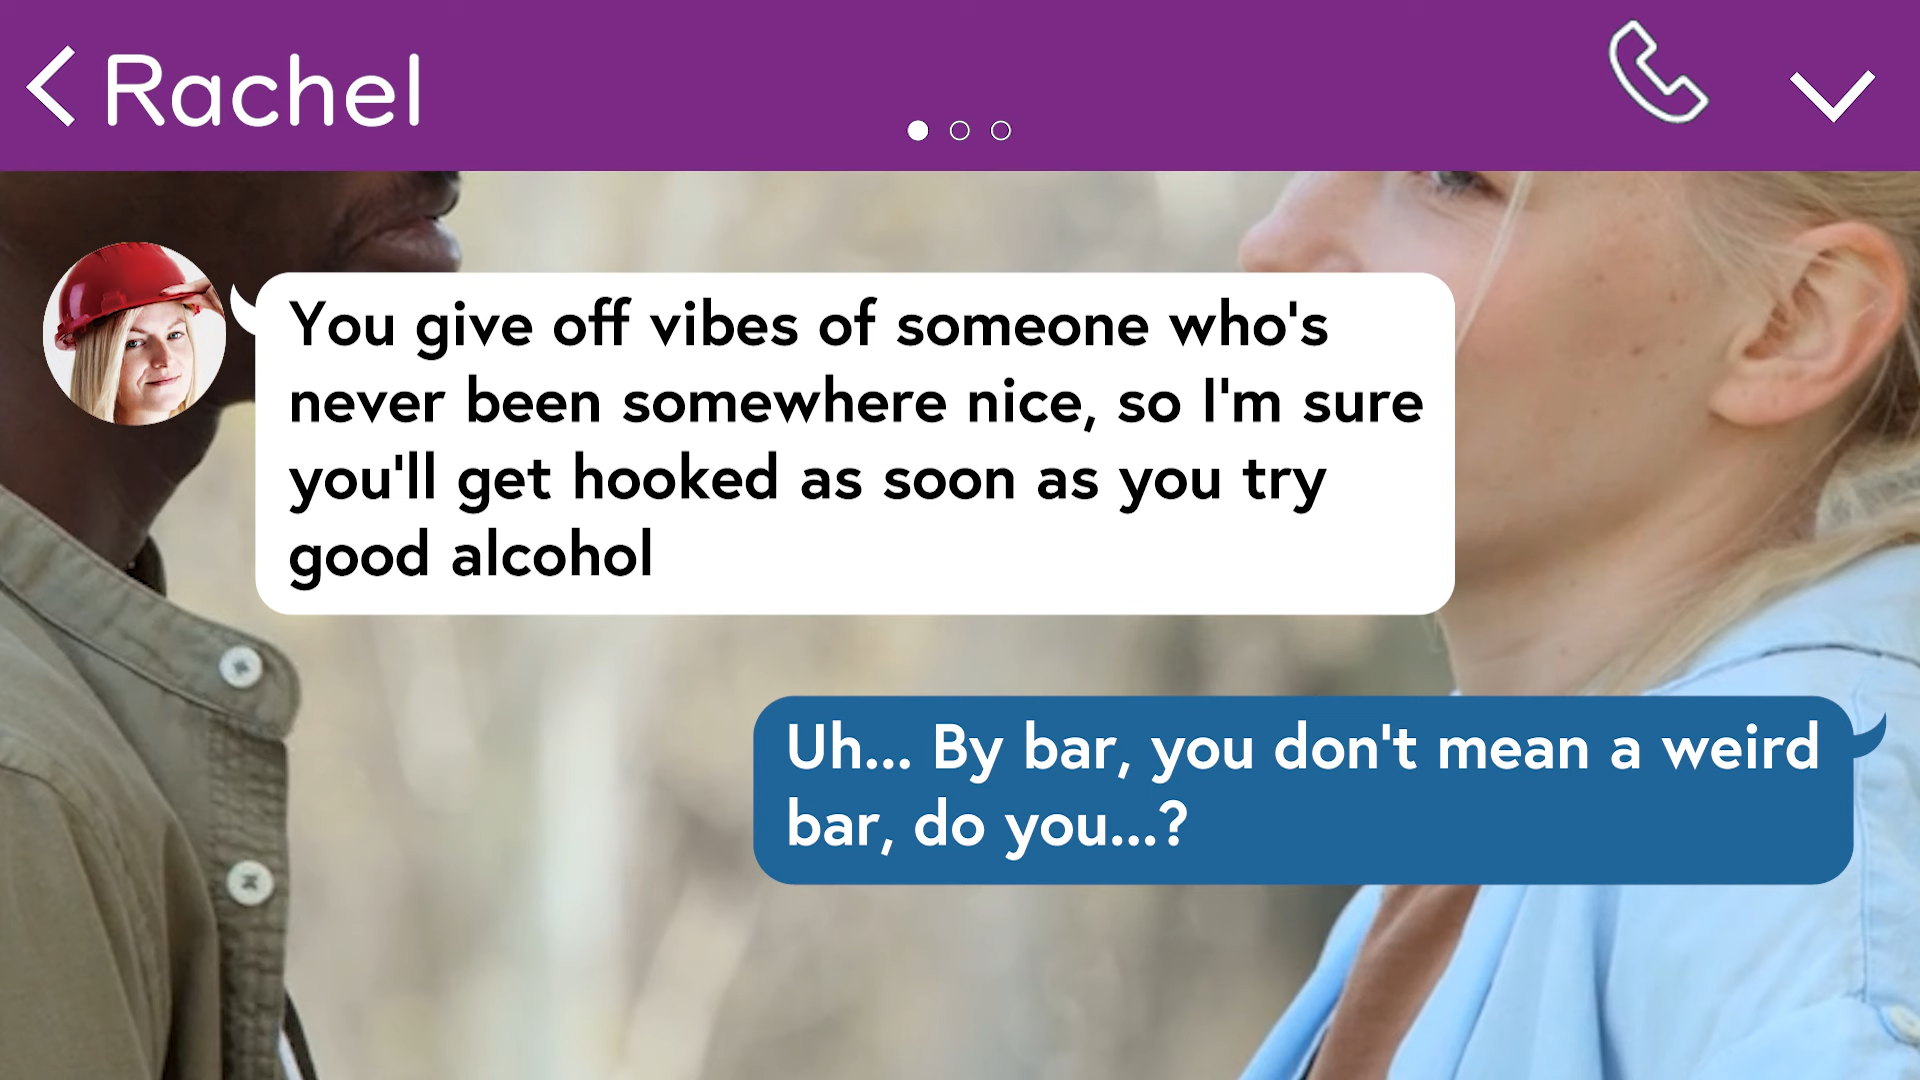 Rachel
You give off vibes of someone who's
never been somewhere nice, so I'm sure
you'll get hooked as soon as you try
good alcohol
Uh... By bar, you don't mean a weird
bar, do you...?